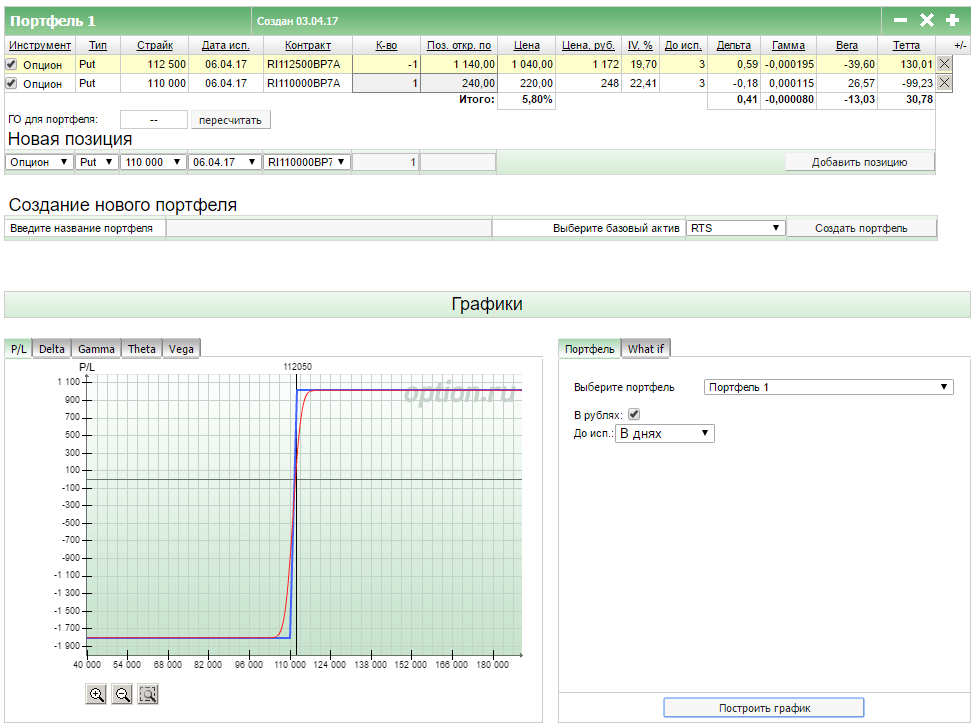 Портфель 1 Создан 03.04.17
Инструмент Тип Страйк Дата исп. Контракт К-во Поз. откр. по Цена Цена, руб. IV, % До исп. Дельта Гамма Вега Тетта +/-
Опцион Put 112 500 06.04.17 RI112500BP7A -1 1 140,00 1 040,00 1 172 19,70 3 0,59 -0,000195 -39,60 130,01
Опцион Put 110 000 06.04.17 RI110000BP7A 1 240,00 220,00 248 22,41 3 -0,18 0,000115 26,57 -99,23
Итого: 5,80% 0,41 -0,000080 -13,03 30,78
ГО для портфеля: -- пересчитать
Новая позиция
Опцион Put 110 000 06.04.17 RI110000BP7 1 Добавить позицию
Создание нового портфеля
Введите название портфеля Выберите базовый актив RTS Создать портфель
Графики
P/L Delta Gamma Theta Vega
Портфель What if
P/L 112050
option.ru
1 100
900
700
500
300
100
-100
-300
-500
-700
-900
-1 100
-1 300
-1 500
-1 700
-1 900
40 000 54 000 68 000 82 000 96 000 110 000 124 000 138 000 152 000 166 000 180 000
Выберите портфель Портфель 1
В рублях:
До исп.: В днях
Построить график